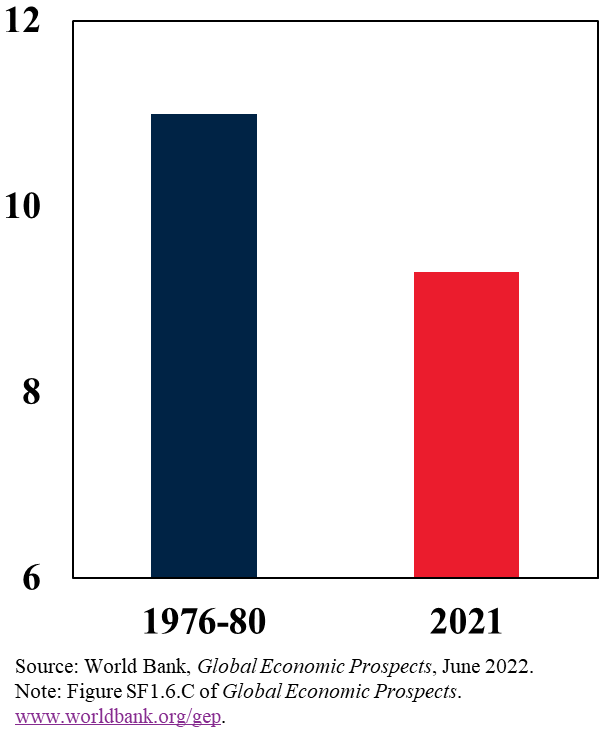 12
10
8
6
1976-80 2021
Source: World Bank, Global Economic Prospects, June 2022.
Note: Figure SF1.6.C of Global Economic Prospects.
www.worldbank.org/gep.